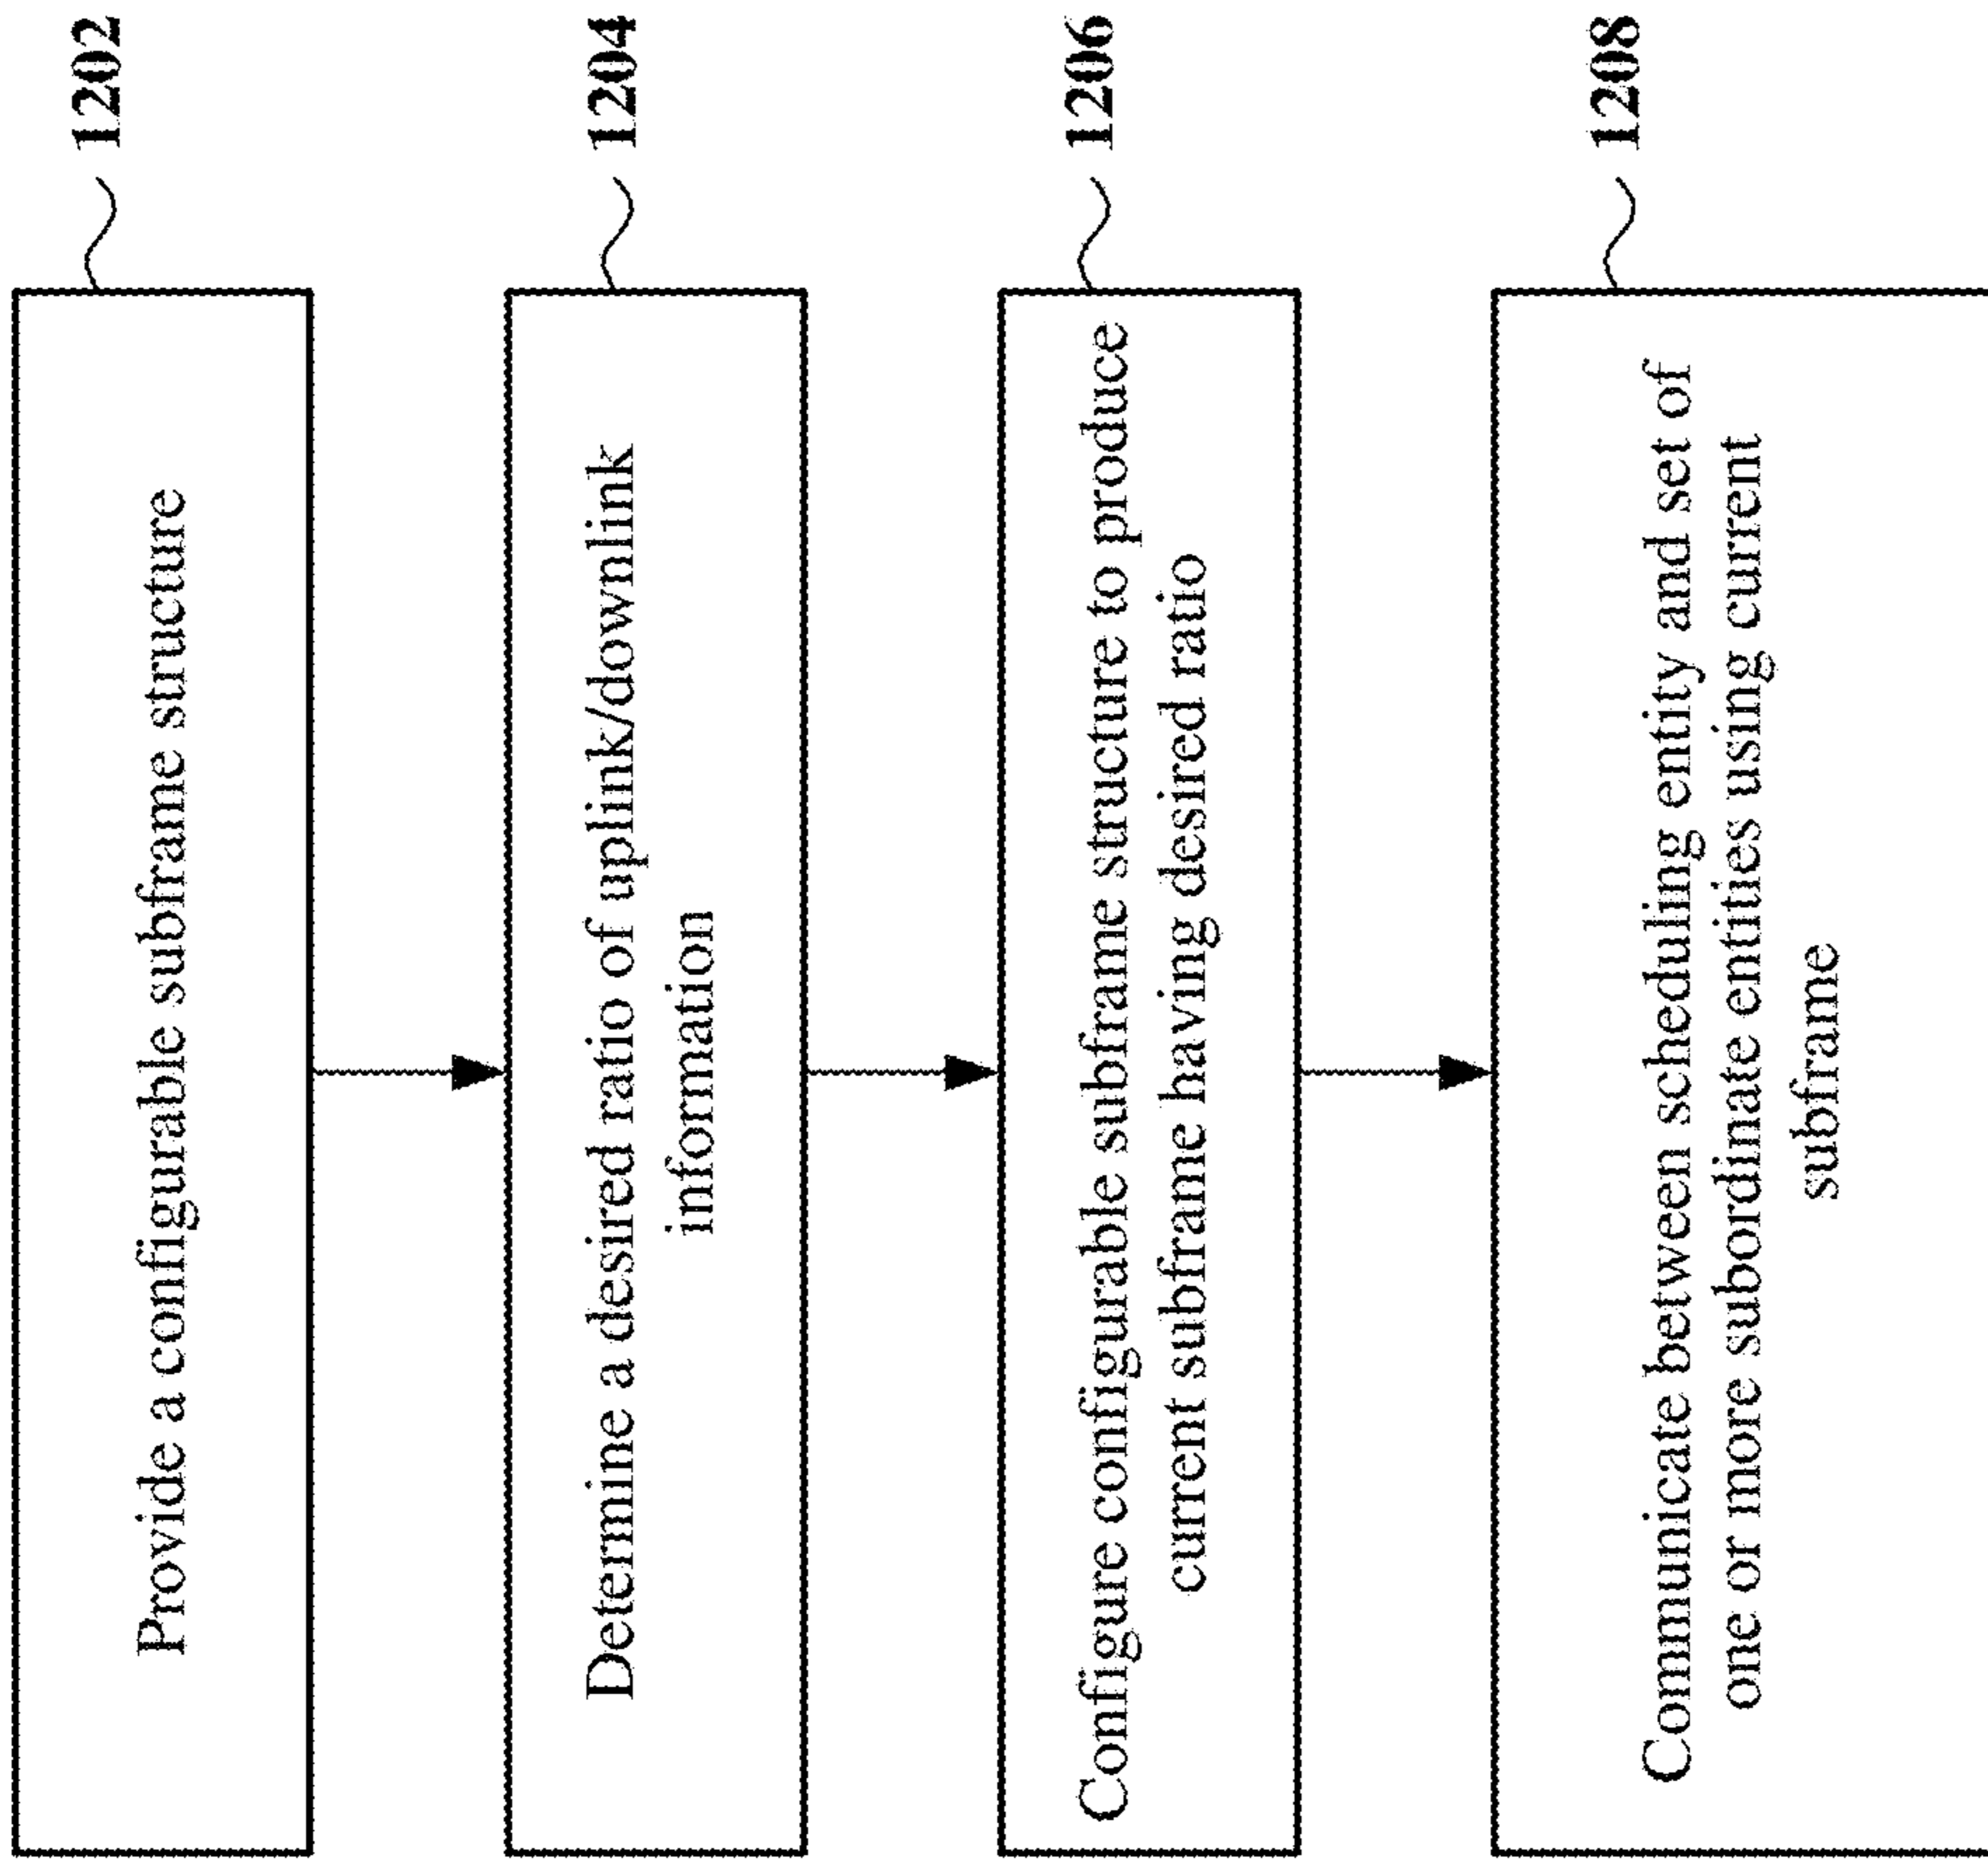 1202
Provide a configurable subframe structure
1204
Determine a desired ratio of uplink/downlink
information
1206
Configure configurable subframe structure to produce
current subframe having desired ratio
1208
Communicate between scheduling entity and set of
one or more subordinate entities using current
subframe